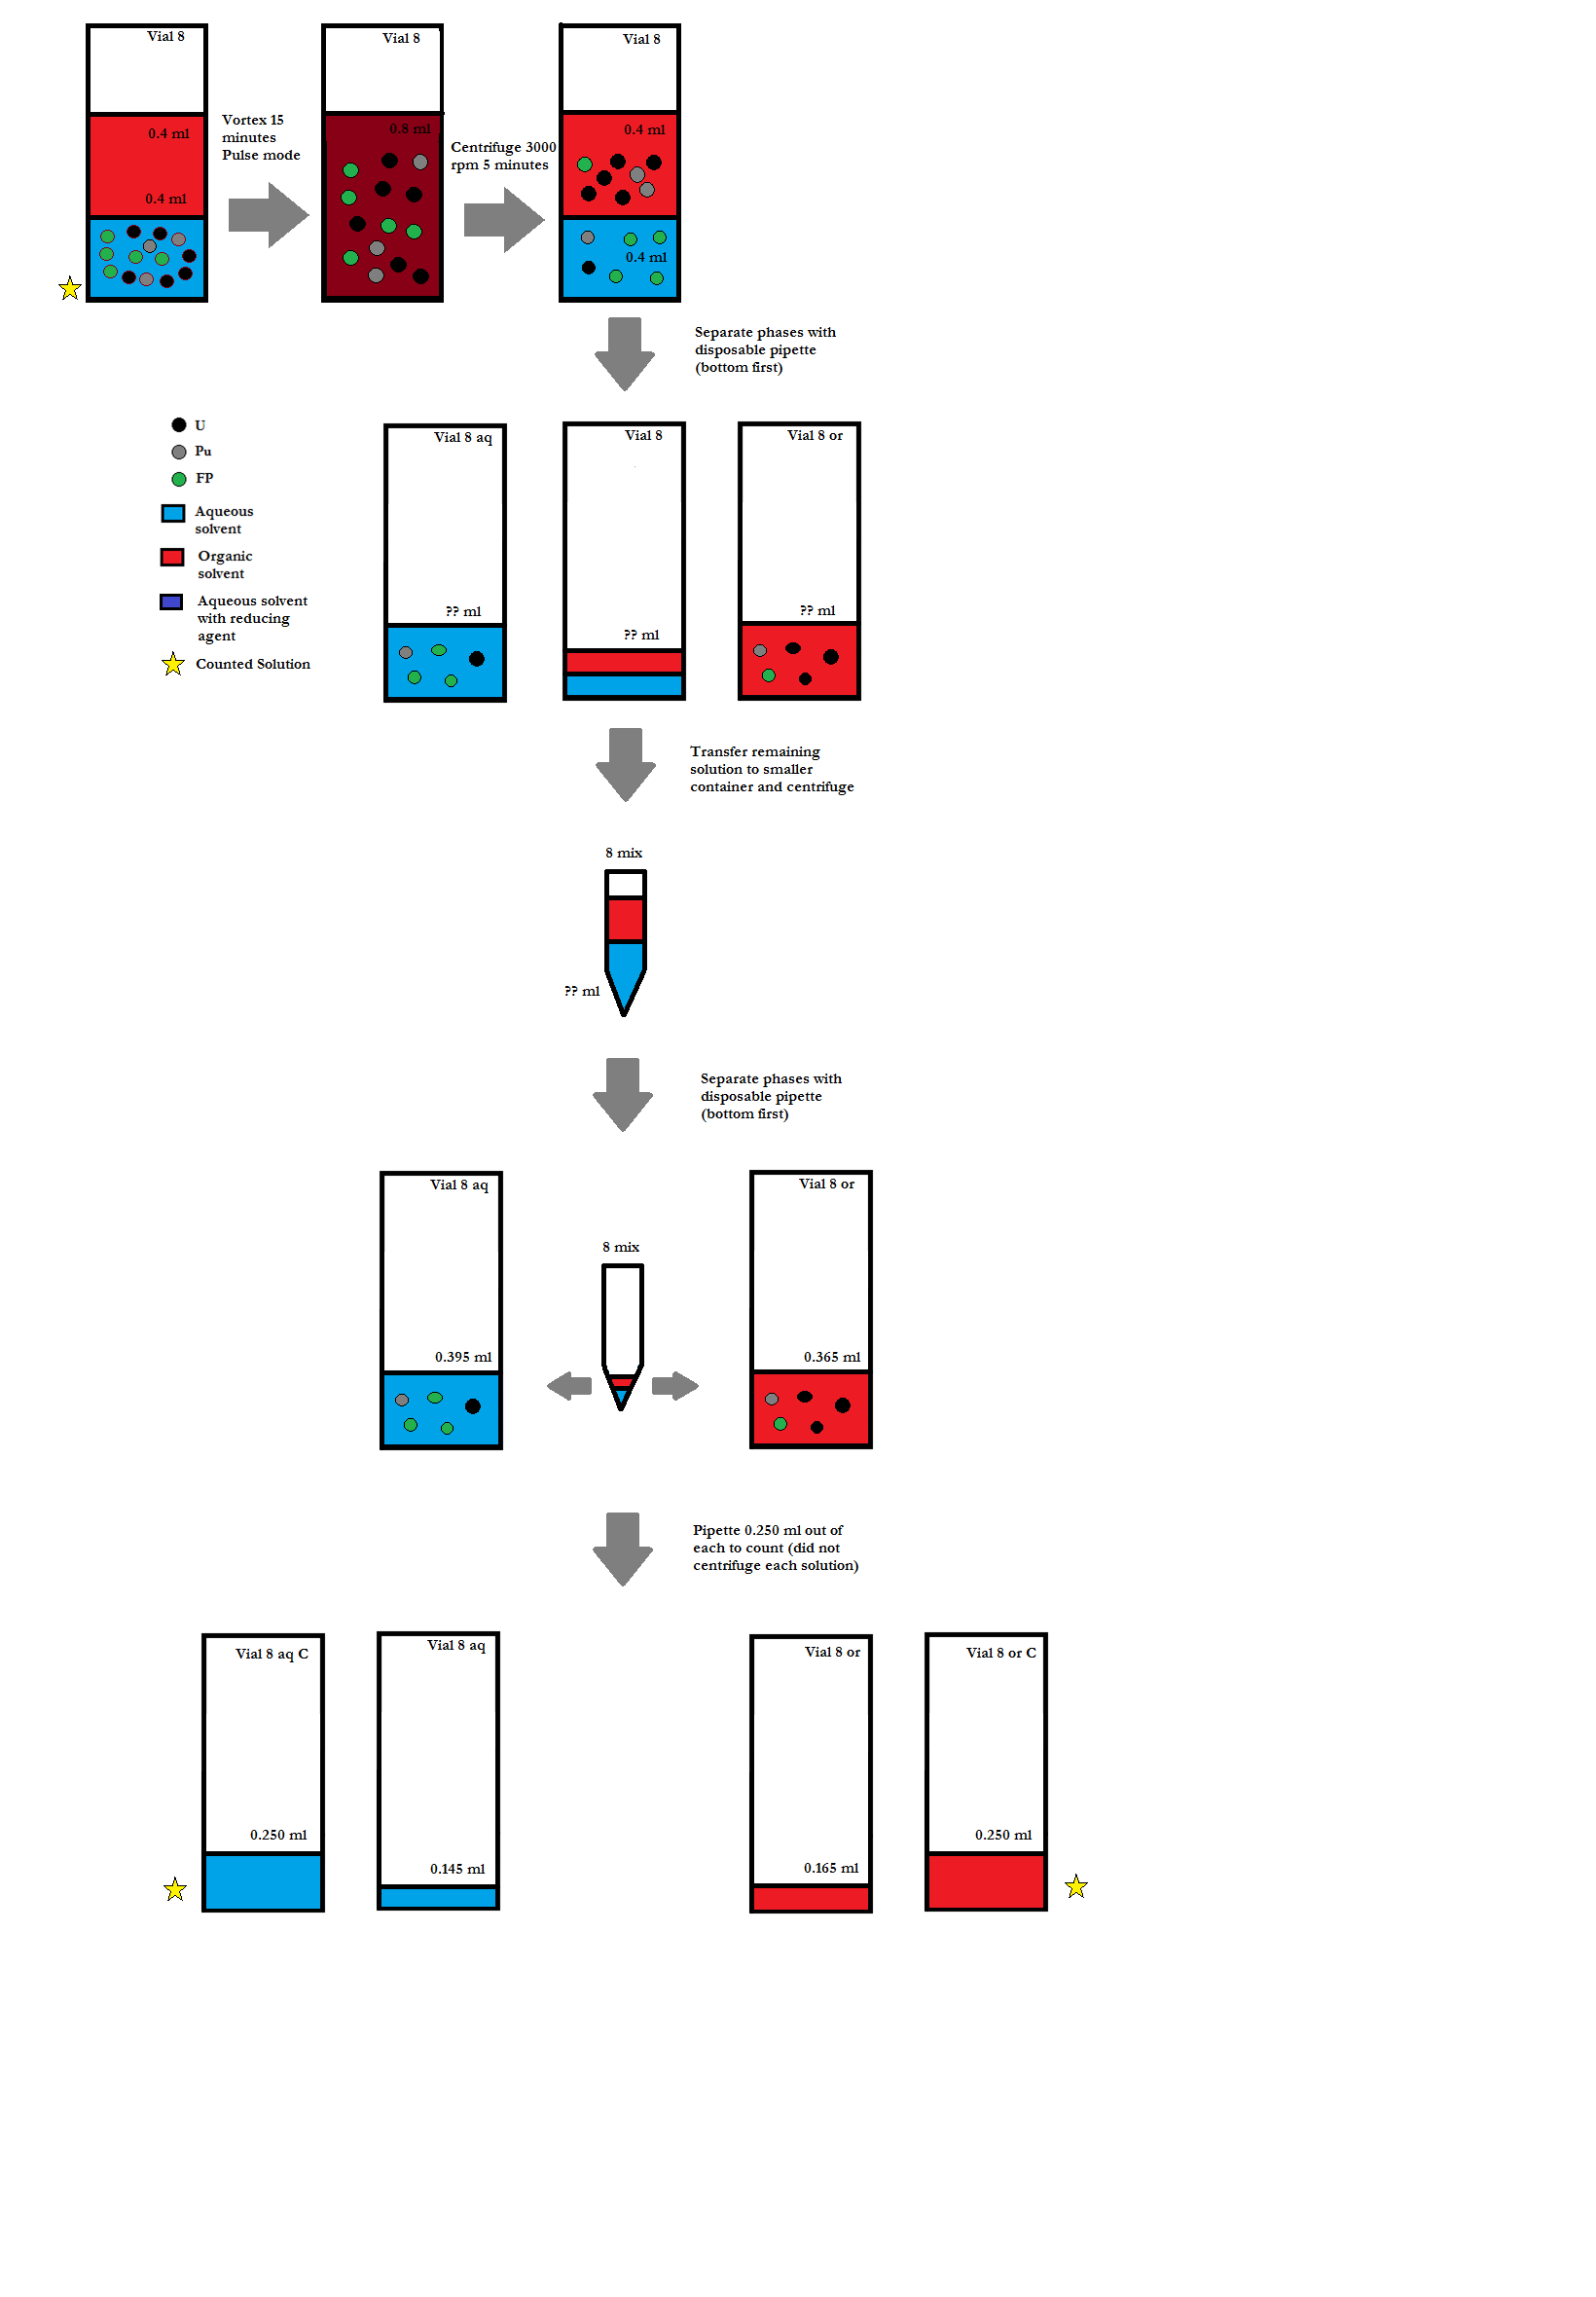 Vial 8
Vial 8
Vial 8
0.4 ml
0.4 ml
Vortex 15
minutes
Pulse mode
0.8 ml
Centrifuge 3000
rpm 5 minutes
0.4 ml
0.4 ml
Separate phases with
disposable pipette
(bottom first)
U
Pu
FP
Aqueous
solvent
Organic
solvent
Aqueous solvent
with reducing
agent
Counted Solution
Vial 8 aq
Vial 8
Vial 8 or
?? ml
?? ml
?? ml
Transfer remaining
solution to smaller
container and centrifuge
8 mix
?? ml
Separate phases with
disposable pipette
(bottom first)
Vial 8 aq
Vial 8 or
8 mix
0.395 ml
0.365 ml
Pipette 0.250 ml out of
each to count (did not
centrifuge each solution)
Vial 8 aq C
Vial 8 aq
Vial 8 or
Vial 8 or C
0.250 ml
0.145 ml
0.165 ml
0.250 ml